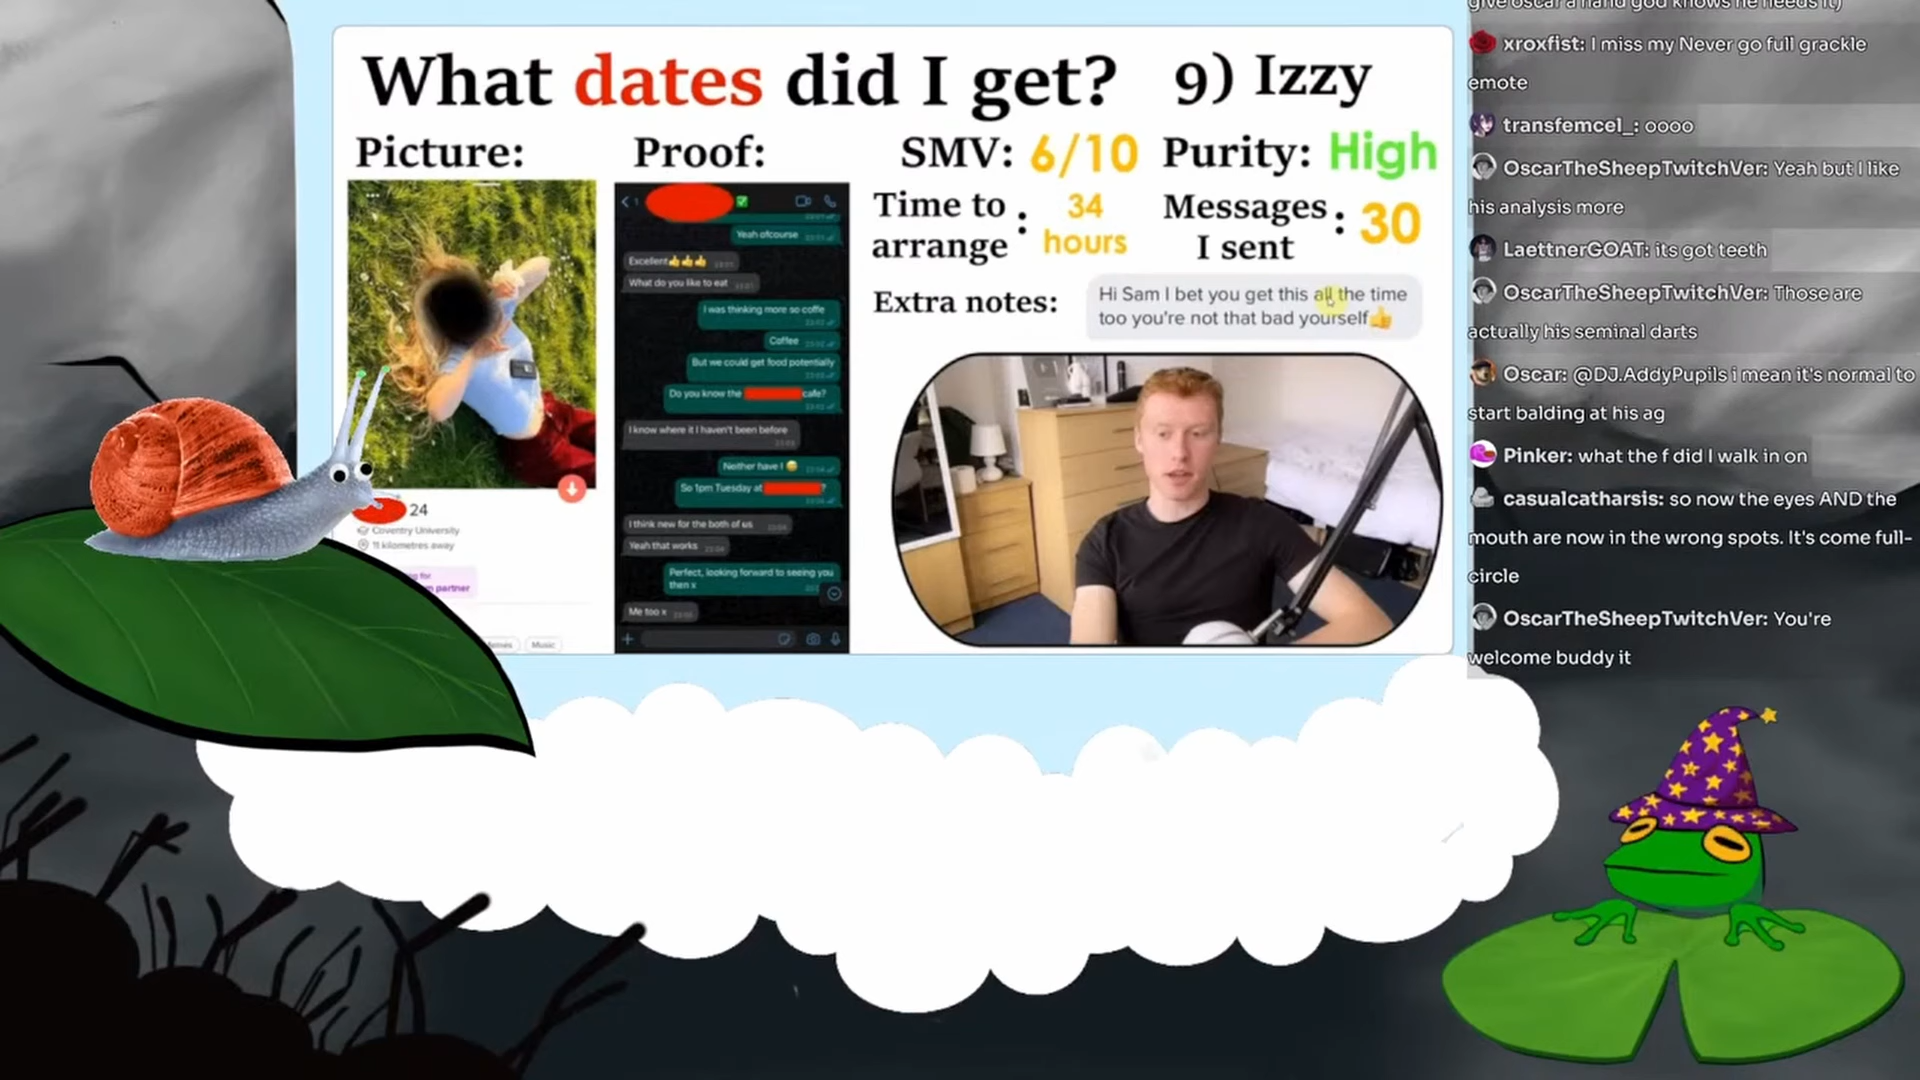 What dates did I get?
9) Izzy
Picture:
Proof:
SMV: 6/10
Purity: High
Time to
arrange :
34
hours
Messages
I sent :
30
Extra notes:
Hi Sam I bet you get this all the time
too you're not that bad yourself👍
24
Coventry University
11 kilometres away
for
partner
Music
1
Yeah ofcourse
Excellent👍👍👍
What do you like to eat
I was thinking more so coffe
Coffee
But we could get food potentially
Do you know the cafe?
I know where it I haven't been before
Neither have I
So 1pm Tuesday at ?
I think new for the both of us
Yeah that works
Perfect, looking forward to seeing you
then x
Me too x
give oscar a hand god knows he needs it)
xroxfist: I miss my Never go full grackle
emote
transfemcel_: oooo
OscarTheSheepTwitchVer: Yeah but I like
his analysis more
LaettnerGOAT: its got teeth
OscarTheSheepTwitchVer: Those are
actually his seminal darts
Oscar: @DJ.AddyPupils i mean it's normal to
start balding at his ag
Pinker: what the f did I walk in on
casualcatharsis: so now the eyes AND the
mouth are now in the wrong spots. It's come full-
circle
OscarTheSheepTwitchVer: You're
welcome buddy it